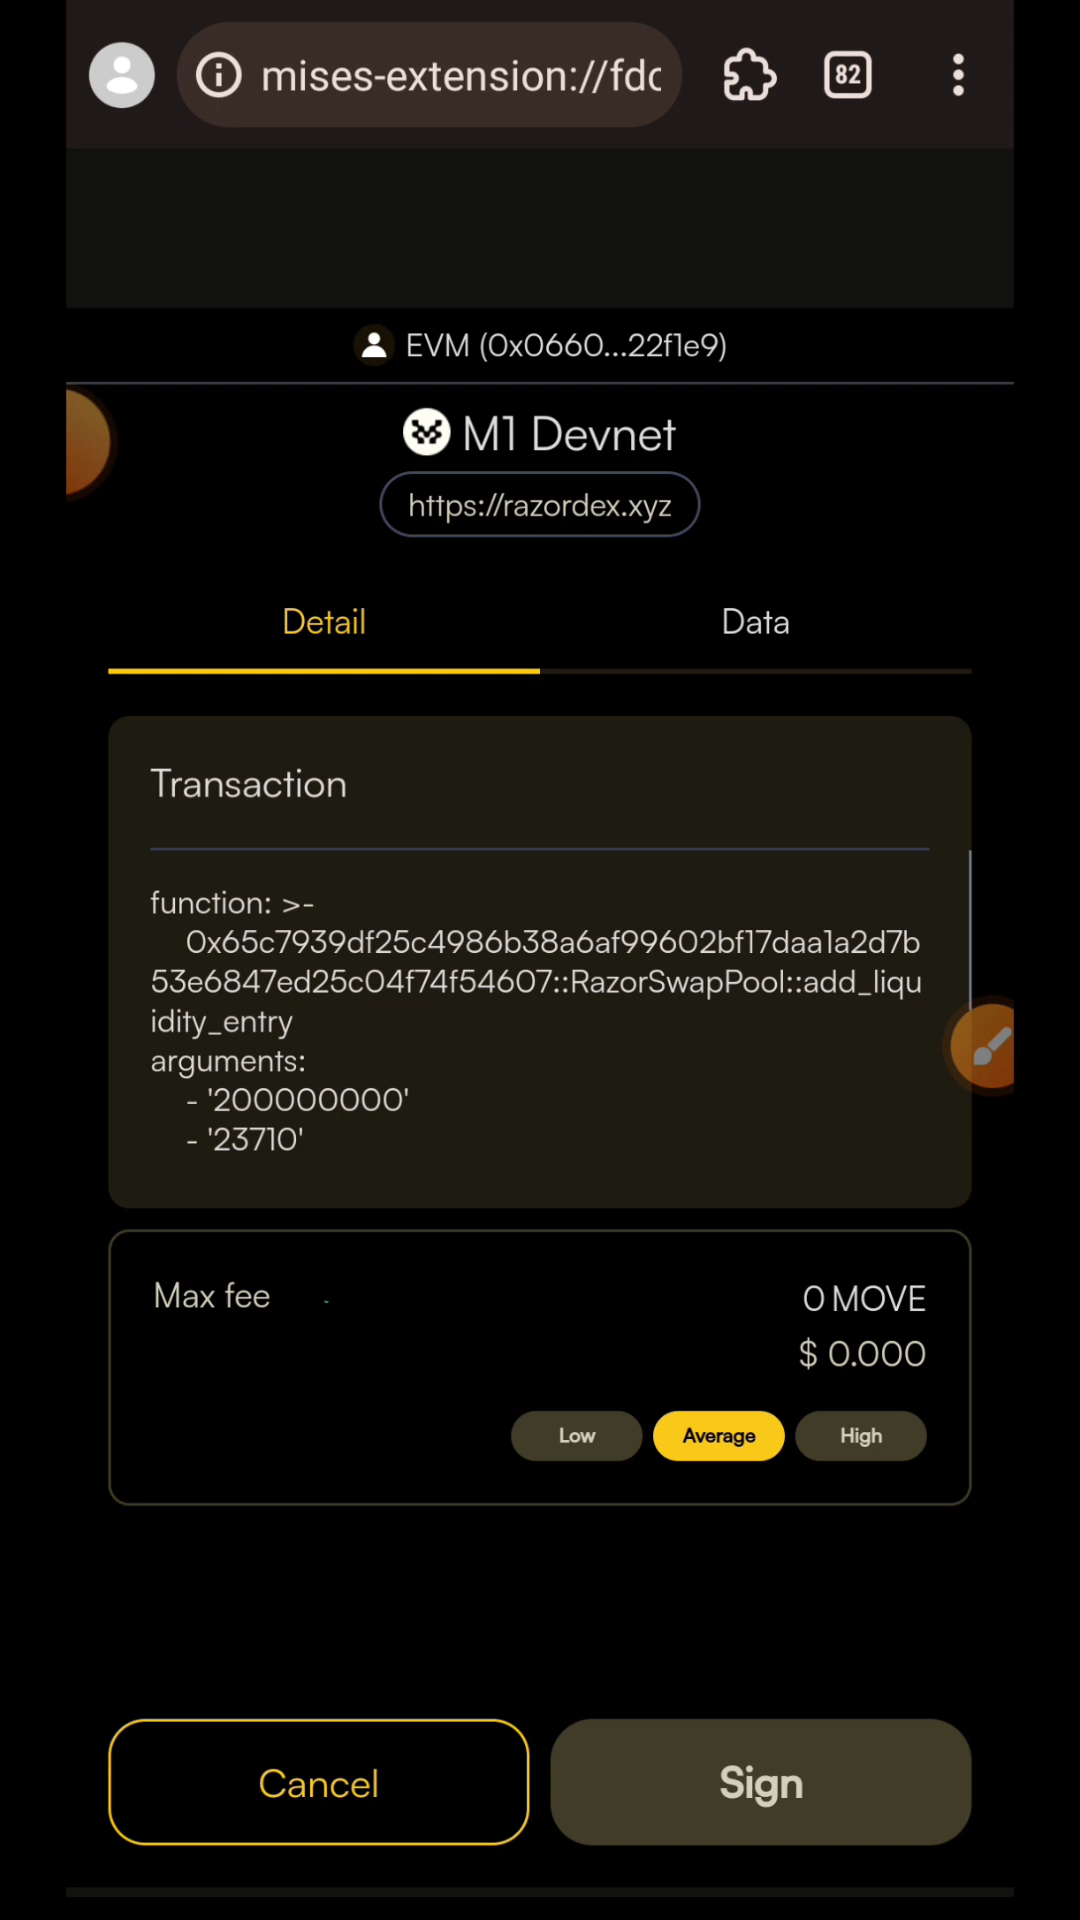 mises-extension://fdc
82
EVM (0x0660...22f1e9)
M1 Devnet
https://razordex.xyz
Detail
Data
Transaction
function: >-
0x65c7939df25c4986b38a6af99602bf17daa1a2d7b
53e6847ed25c04f74f54607::RazorSwapPool::add_liqu
idity_entry
arguments:
- '200000000'
- '23710'
Max fee
0 MOVE
$ 0.000
Low
Average
High
Cancel
Sign